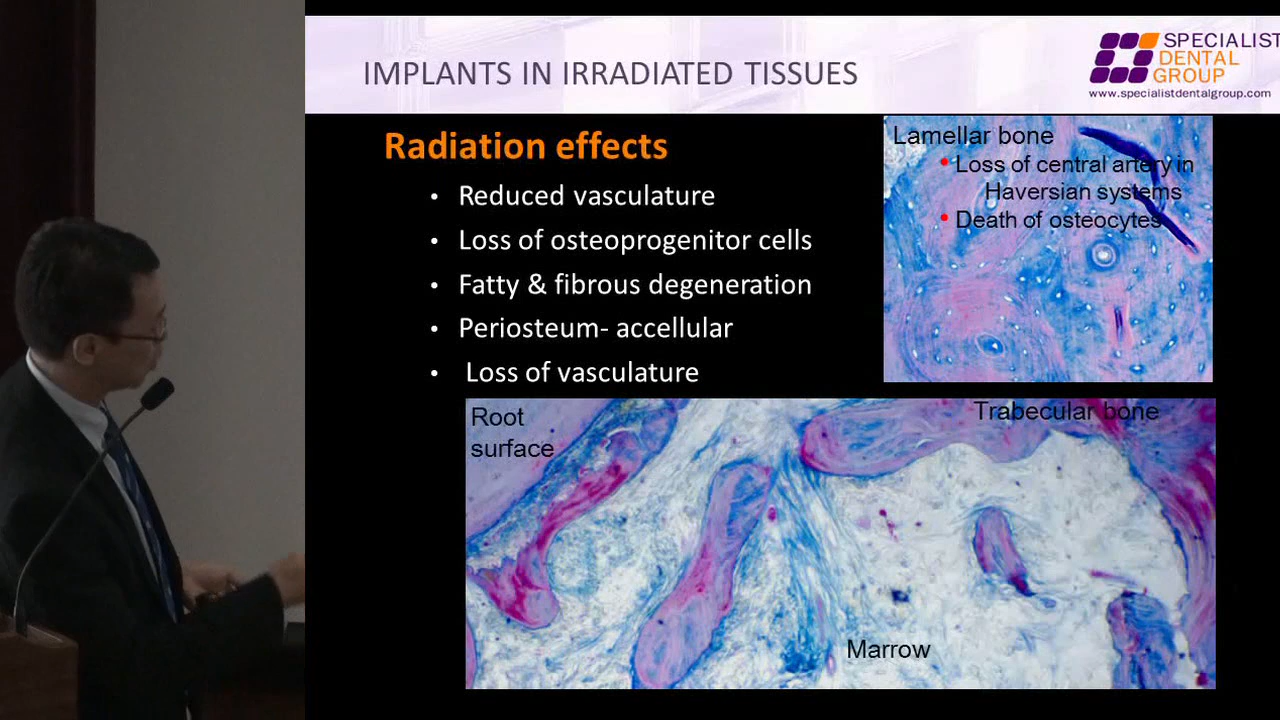 IMPLANTS IN IRRADIATED TISSUES
SPECIALIST
DENTAL
GROUP
www.specialistdentalgroup.com
Radiation effects
• Reduced vasculature
• Loss of osteoprogenitor cells
• Fatty & fibrous degeneration
• Periosteum- accellular
• Loss of vasculature
Lamellar bone
• Loss of central artery in
Haversian systems
• Death of osteocytes
Root
surface
Trabecular bone
Marrow